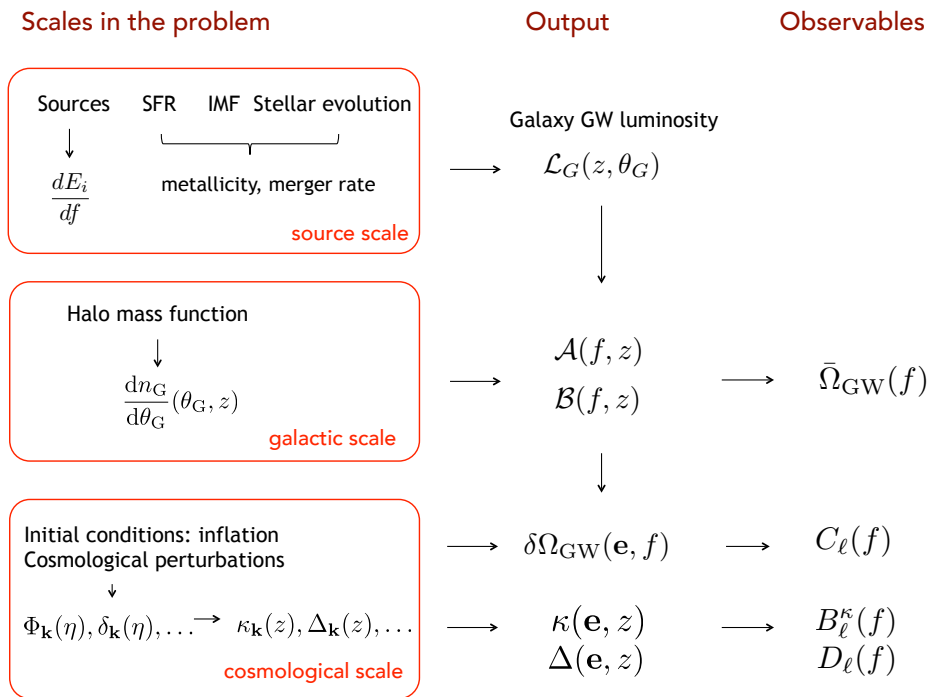 Scales in the problem
Output
Observables
Sources SFR IMF Stellar evolution
dE_i/df
metallicity, merger rate
source scale
Galaxy GW luminosity
ℒ_G(z, θ_G)
Halo mass function
dn_G/dθ_G (θ_G, z)
galactic scale
𝒜(f, z)
ℬ(f, z)
Ω̄_GW(f)
Initial conditions: inflation
Cosmological perturbations
Φ_𝐤(η), δ_𝐤(η), … → κ_𝐤(z), Δ_𝐤(z), …
cosmological scale
δΩ_GW(𝐞, f)
C_ℓ(f)
κ(𝐞, z)
Δ(𝐞, z)
B_ℓ^κ(f)
D_ℓ(f)